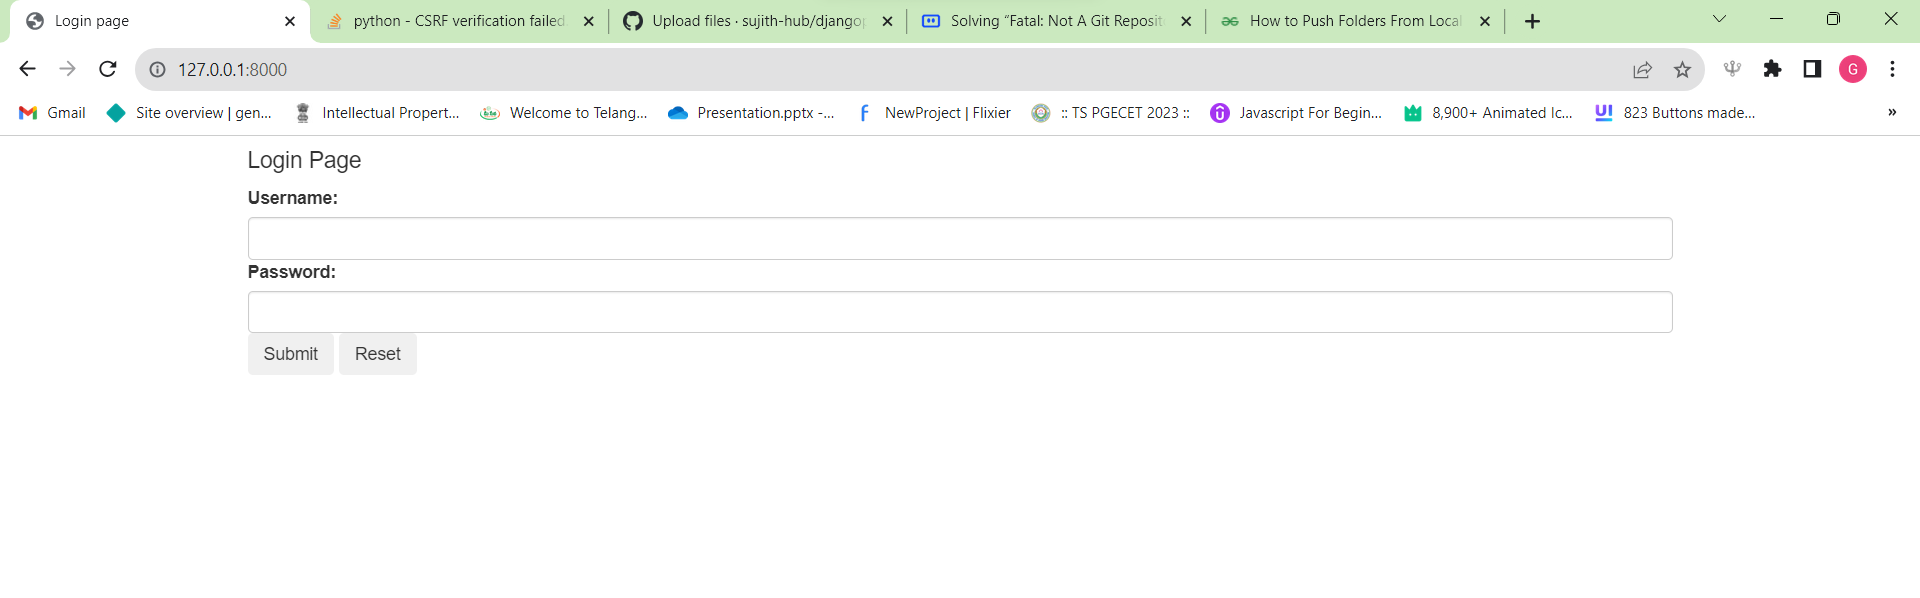 Login page
python - CSRF verification failed
Upload files · sujith-hub/djangop
Solving “Fatal: Not A Git Reposit
How to Push Folders From Local
127.0.0.1:8000
G
Gmail
Site overview | gen...
Intellectual Propert...
Welcome to Telang...
Presentation.pptx -...
NewProject | Flixier
:: TS PGECET 2023 ::
Javascript For Begin...
8,900+ Animated Ic...
UI
823 Buttons made...
»
Login Page
Username:
Password:
Submit
Reset